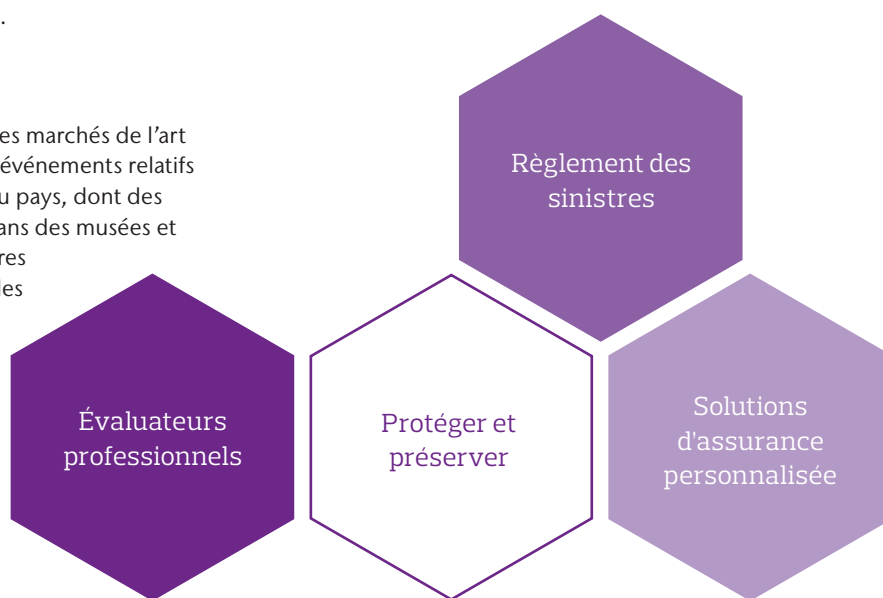 .
es marchés de l’art
événements relatifs
u pays, dont des
ans des musées et
res
les
Règlement des
sinistres
Évaluateurs
professionnels
Protéger et
préserver
Solutions
d'assurance
personnalisée